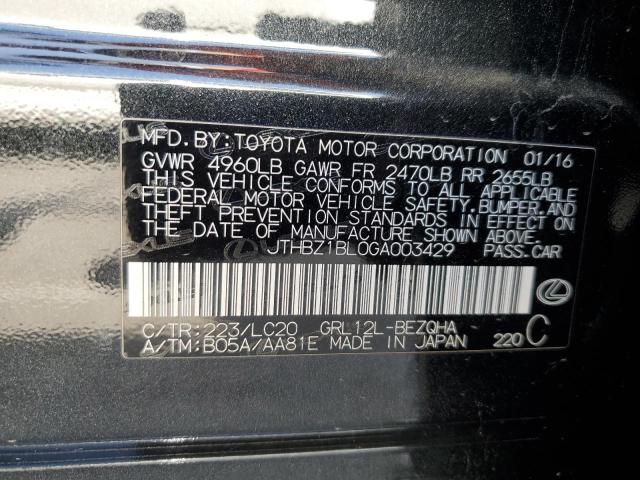 MFD. BY: TOYOTA MOTOR CORPORATION 01/16
GVWR 4960LB GAWR FR 2470LB RR 2655LB
THIS VEHICLE CONFORMS TO ALL APPLICABLE
FEDERAL MOTOR VEHICLE SAFETY, BUMPER, AND
THEFT PREVENTION STANDARDS IN EFFECT ON
THE DATE OF MANUFACTURE SHOWN ABOVE.
JTHBZ1BL0GA003429 PASS.CAR
C/TR:223/LC20 GRL12L-BEZQHA
A/TM:B05A/AA81E MADE IN JAPAN 220 C